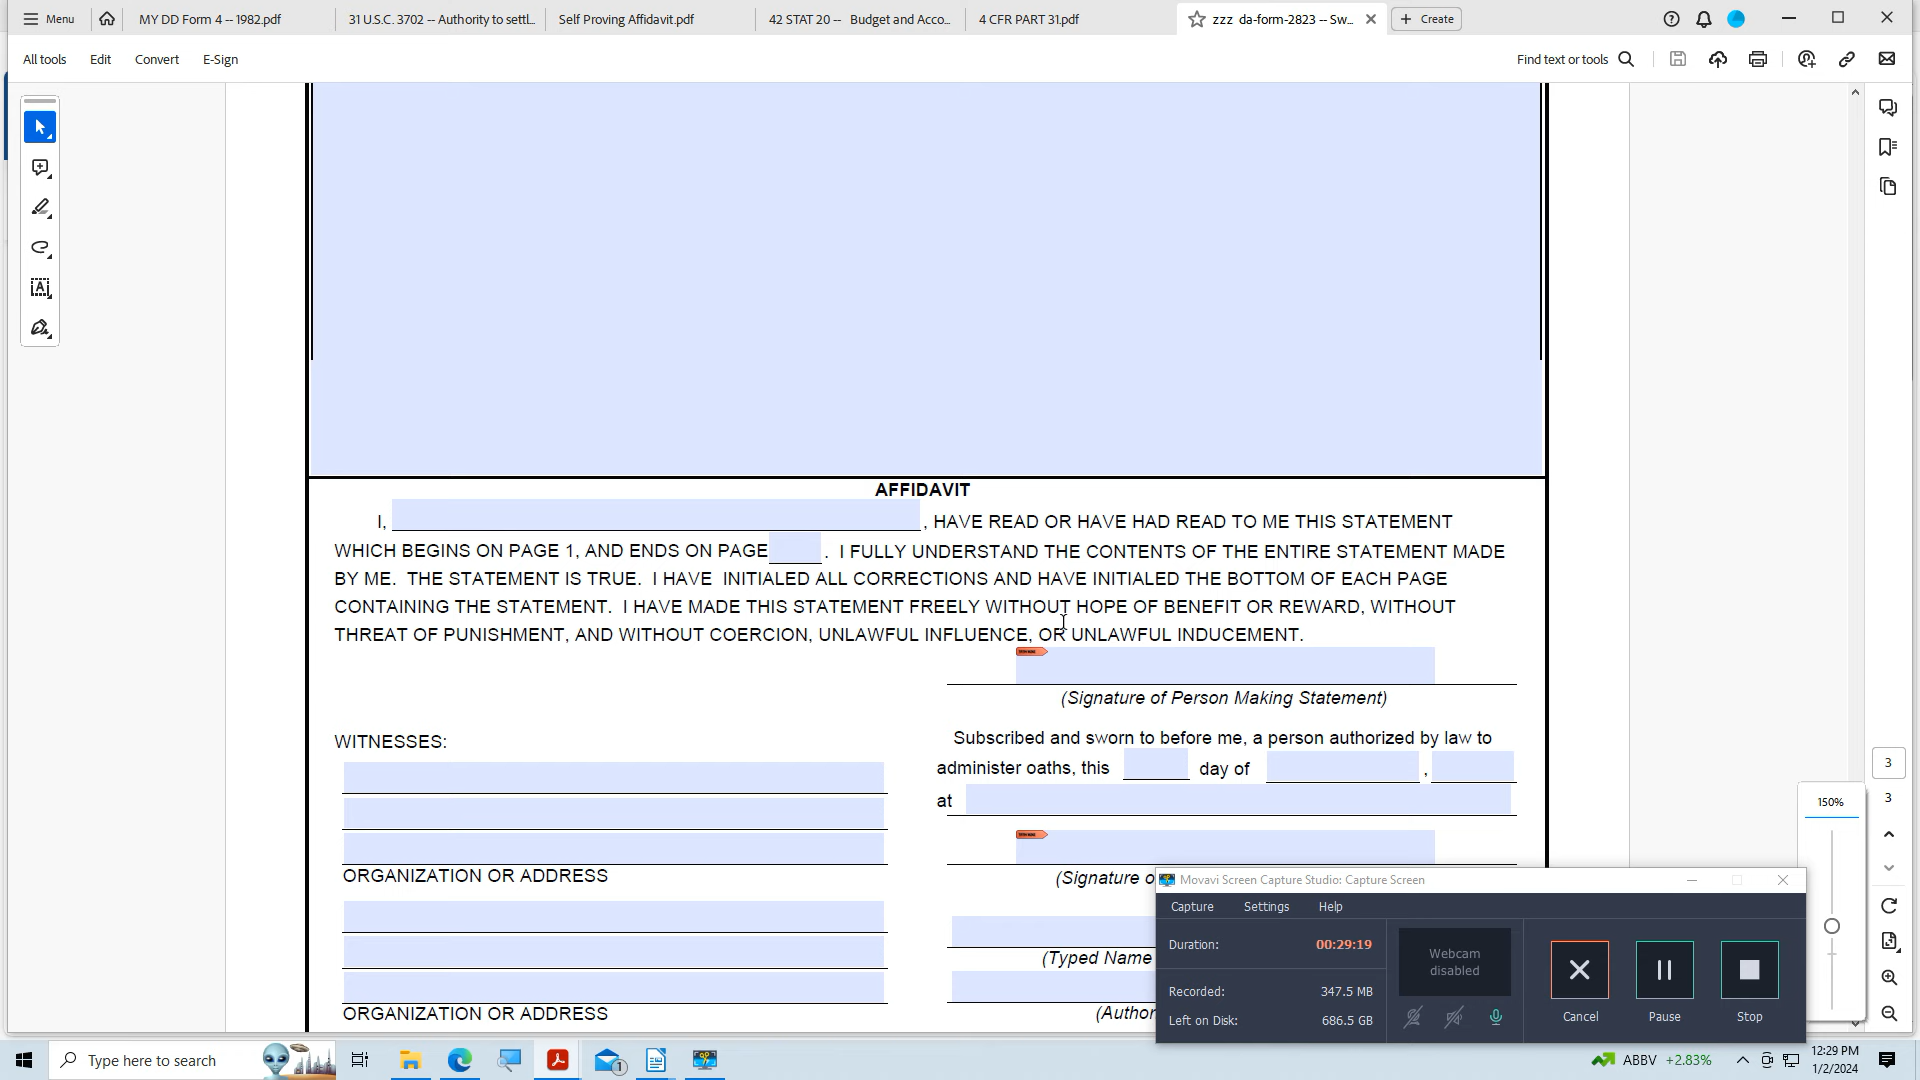 Menu
MY DD Form 4 -- 1982.pdf
31 U.S.C. 3702 -- Authority to settl...
Self Proving Affidavit.pdf
42 STAT 20 -- Budget and Acco...
4 CFR PART 31.pdf
zzz da-form-2823 -- Sw...
Create
All tools
Edit
Convert
E-Sign
Find text or tools
AFFIDAVIT
I, , HAVE READ OR HAVE HAD READ TO ME THIS STATEMENT
WHICH BEGINS ON PAGE 1, AND ENDS ON PAGE . I FULLY UNDERSTAND THE CONTENTS OF THE ENTIRE STATEMENT MADE
BY ME. THE STATEMENT IS TRUE. I HAVE INITIALED ALL CORRECTIONS AND HAVE INITIALED THE BOTTOM OF EACH PAGE
CONTAINING THE STATEMENT. I HAVE MADE THIS STATEMENT FREELY WITHOUT HOPE OF BENEFIT OR REWARD, WITHOUT
THREAT OF PUNISHMENT, AND WITHOUT COERCION, UNLAWFUL INFLUENCE, OR UNLAWFUL INDUCEMENT.
(Signature of Person Making Statement)
WITNESSES:
Subscribed and sworn to before me, a person authorized by law to
administer oaths, this day of ,
at
ORGANIZATION OR ADDRESS
(Signature o
(Typed Name
ORGANIZATION OR ADDRESS
(Author
3
3
150%
Movavi Screen Capture Studio: Capture Screen
Capture
Settings
Help
Duration:
00:29:19
Webcam
disabled
Recorded:
347.5 MB
Left on Disk:
686.5 GB
Cancel
Pause
Stop
Type here to search
1
ABBV +2.83%
12:29 PM
1/2/2024